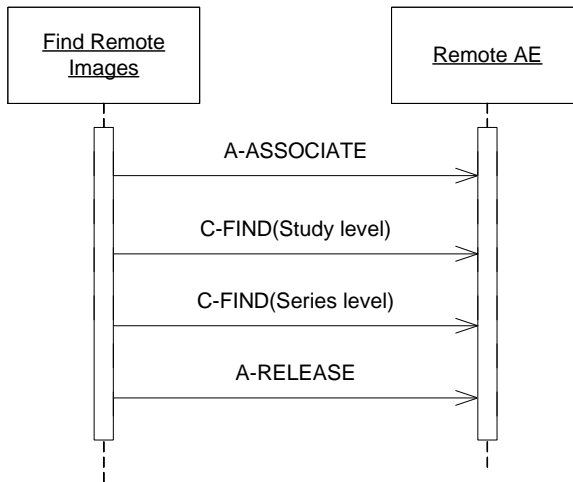 Find Remote
Images
Remote AE
A-ASSOCIATE
C-FIND(Study level)
C-FIND(Series level)
A-RELEASE